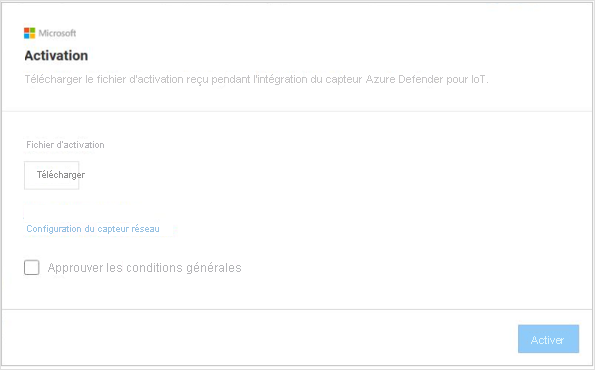 Microsoft
Activation
Télécharger le fichier d'activation reçu pendant l'intégration du capteur Azure Defender pour IoT.
Fichier d'activation
Télécharger
Configuration du capteur réseau
Approuver les conditions générales
Activer